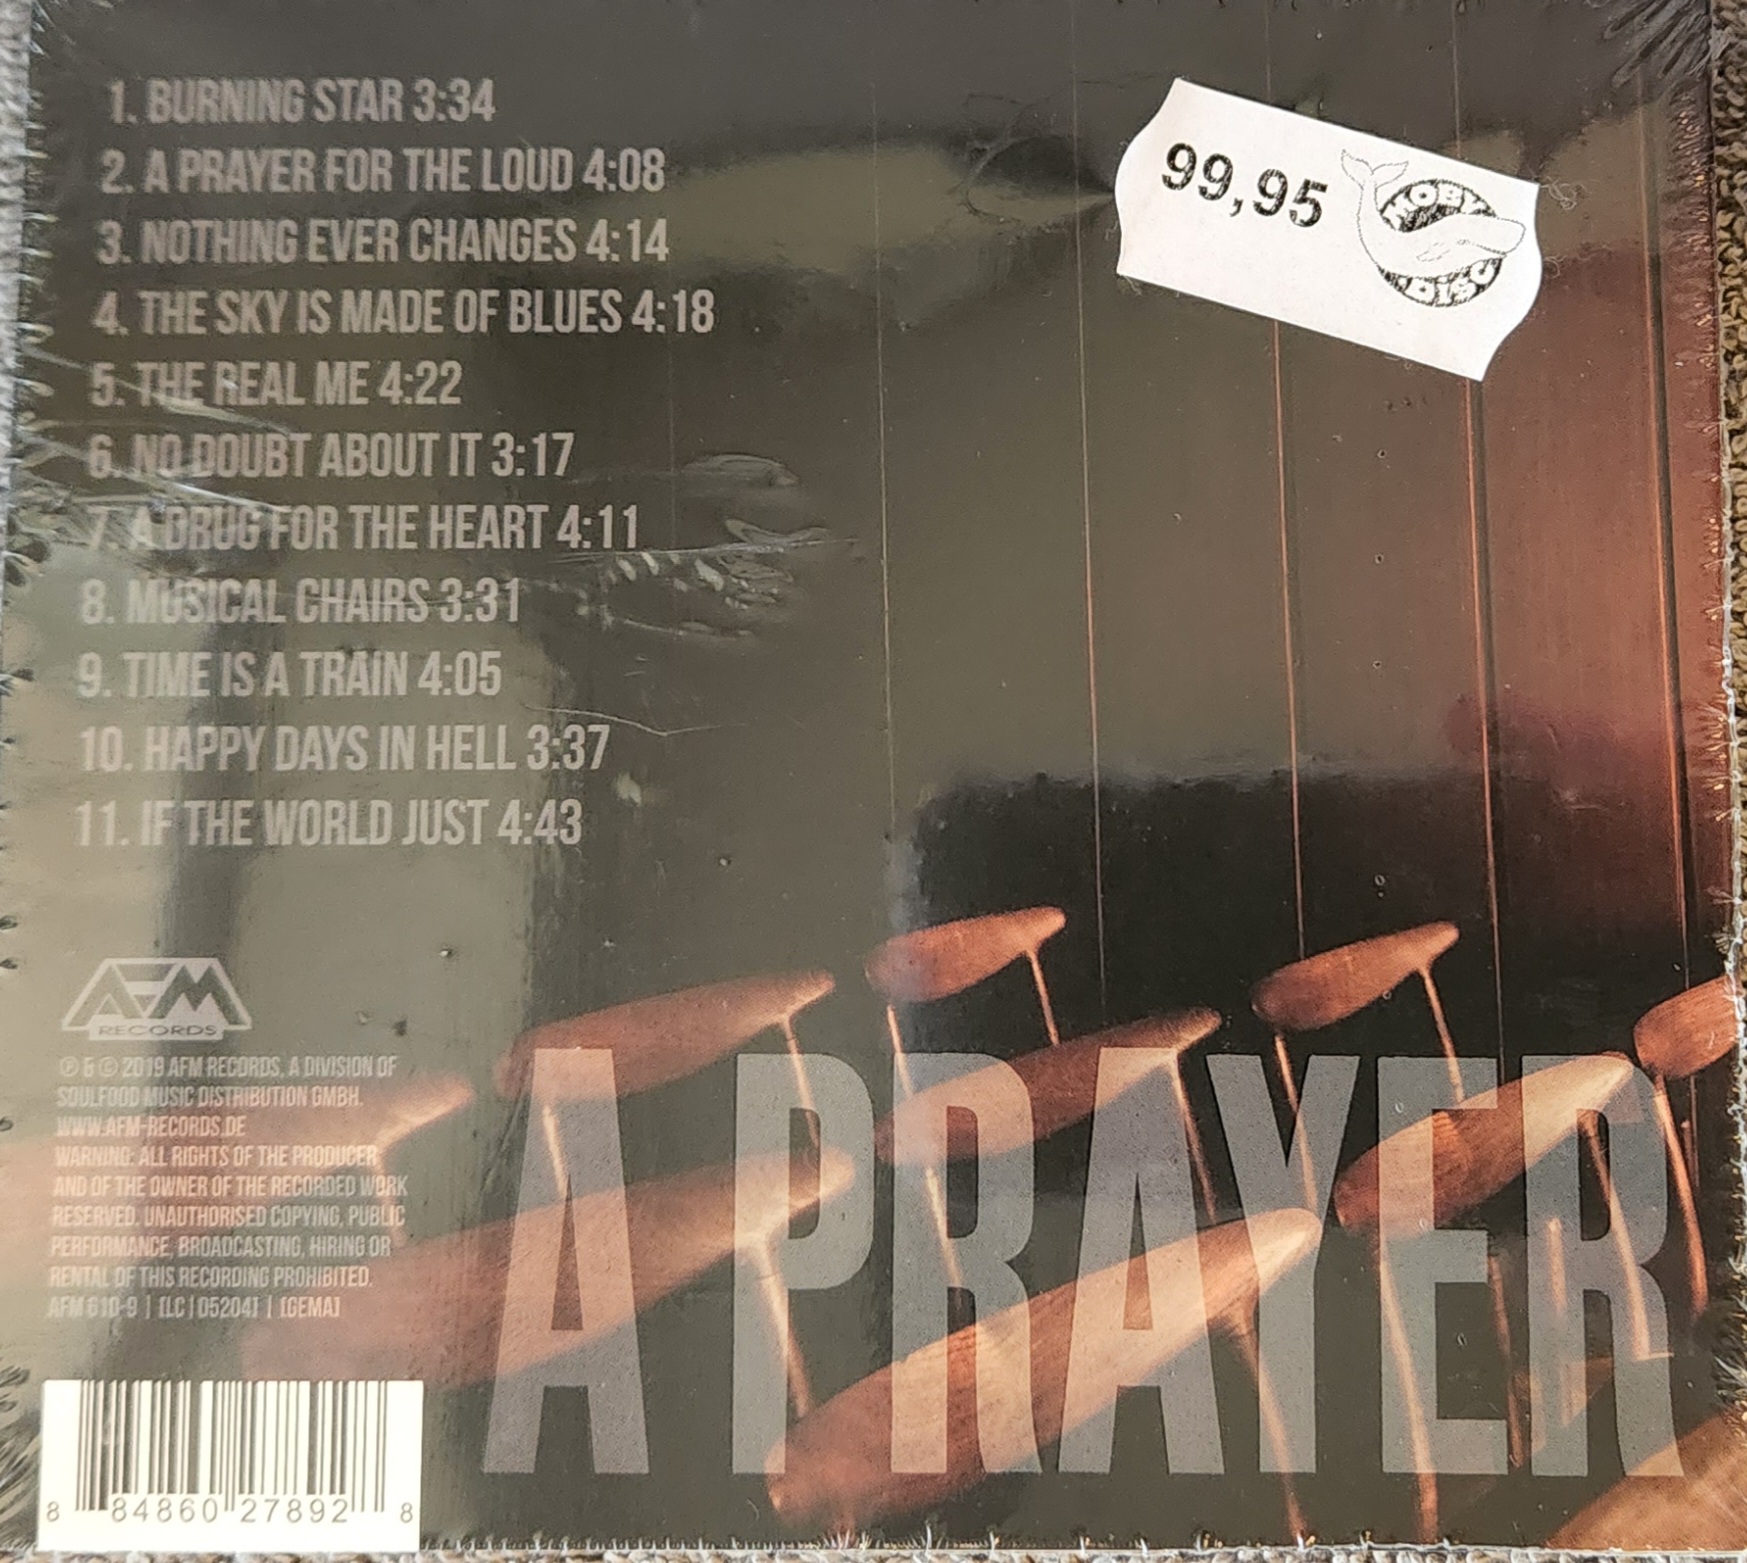 1. BURNING STAR 3:34
2. A PRAYER FOR THE LOUD 4:08
3. NOTHING EVER CHANGES 4:14
4. THE SKY IS MADE OF BLUES 4:18
5. THE REAL ME 4:22
6. NO DOUBT ABOUT IT 3:17
7. A DRUG FOR THE HEART 4:11
8. MUSICAL CHAIRS 3:31
9. TIME IS A TRAIN 4:05
10. HAPPY DAYS IN HELL 3:37
11. IF THE WORLD JUST 4:43
99,95
MOBY
DISC
AFM
RECORDS
℗ & © 2019 AFM RECORDS, A DIVISION OF
SOULFOOD MUSIC DISTRIBUTION GMBH.
WWW.AFM-RECORDS.DE
WARNING: ALL RIGHTS OF THE PRODUCER
AND OF THE OWNER OF THE RECORDED WORK
RESERVED. UNAUTHORISED COPYING, PUBLIC
PERFORMANCE, BROADCASTING, HIRING OR
RENTAL OF THIS RECORDING PROHIBITED.
AFM 610-9 | [LC | 05204] | [GEMA]
A PRAYER
8 84860 27892 8